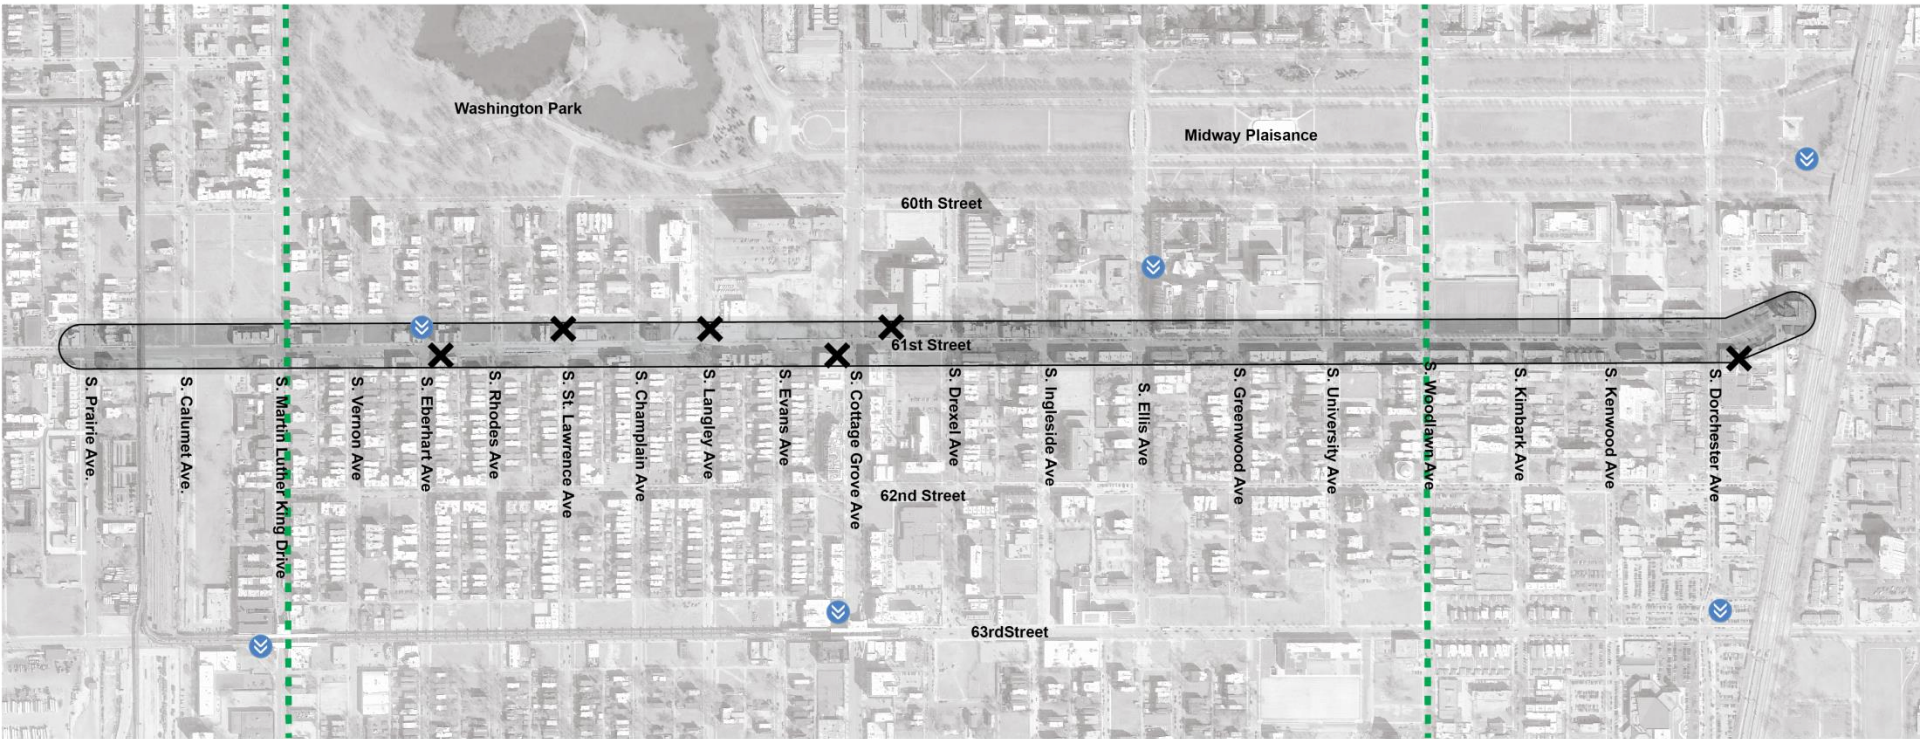 Washington Park
Midway Plaisance
60th Street
61st Street
S. Prairie Ave.
S. Calumet Ave.
S. Martin Luther King Drive
S. Vernon Ave
S. Eberhart Ave
S. Rhodes Ave
S. St. Lawrence Ave
S. Champlain Ave
S. Langley Ave
S. Evans Ave
S. Cottage Grove Ave
S. Drexel Ave
S. Ingleside Ave
S. Ellis Ave
S. Greenwood Ave
S. University Ave
S. Woodlawn Ave
S. Kimbark Ave
S. Kenwood Ave
S. Dorchester Ave
62nd Street
63rdStreet